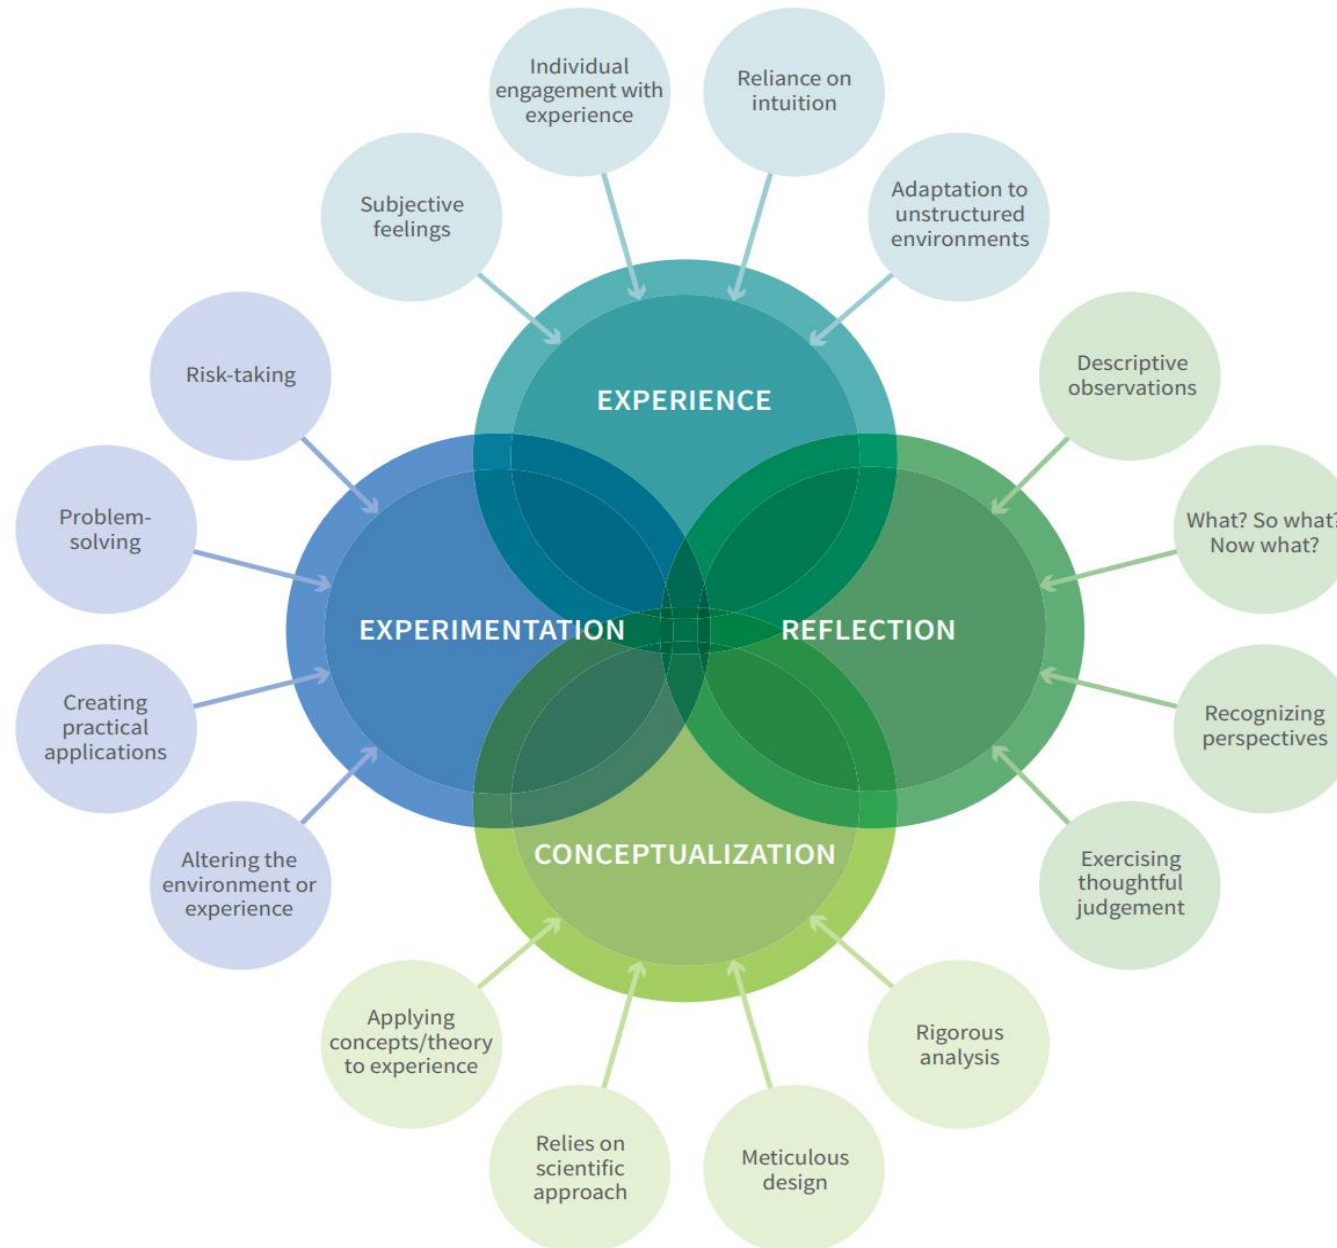 Individual
engagement with
experience
Reliance on
intuition
Subjective
feelings
Adaptation to
unstructured
environments
EXPERIENCE
Risk-taking
Descriptive
observations
Problem-
solving
What? So what?
Now what?
EXPERIMENTATION
REFLECTION
Creating
practical
applications
Recognizing
perspectives
Altering the
environment or
experience
Exercising
thoughtful
judgement
CONCEPTUALIZATION
Applying
concepts/theory
to experience
Rigorous
analysis
Relies on
scientific
approach
Meticulous
design